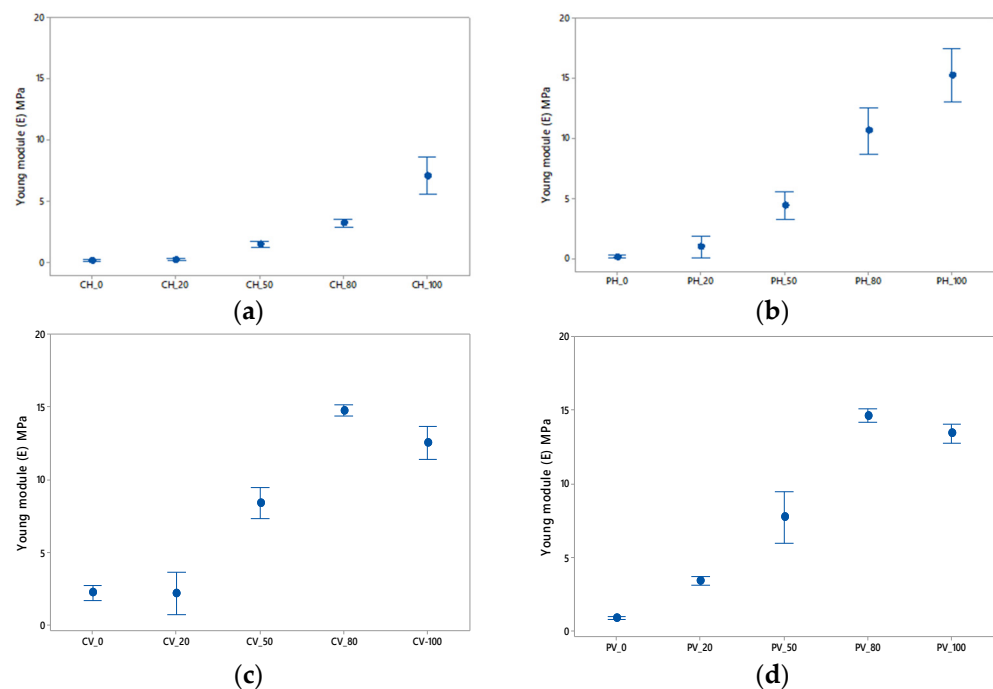 20
15
10
5
0
Young module (E) MPa
CH_0 CH_20 CH_50 CH_80 CH_100
(a)
20
15
10
5
0
Young module (E) MPa
PH_0 PH_20 PH_50 PH_80 PH_100
(b)
20
15
10
5
0
Young module (E) MPa
CV_0 CV_20 CV_50 CV_80 CV-100
(c)
20
15
10
5
0
Young module (E) MPa
PV_0 PV_20 PV_50 PV_80 PV_100
(d)